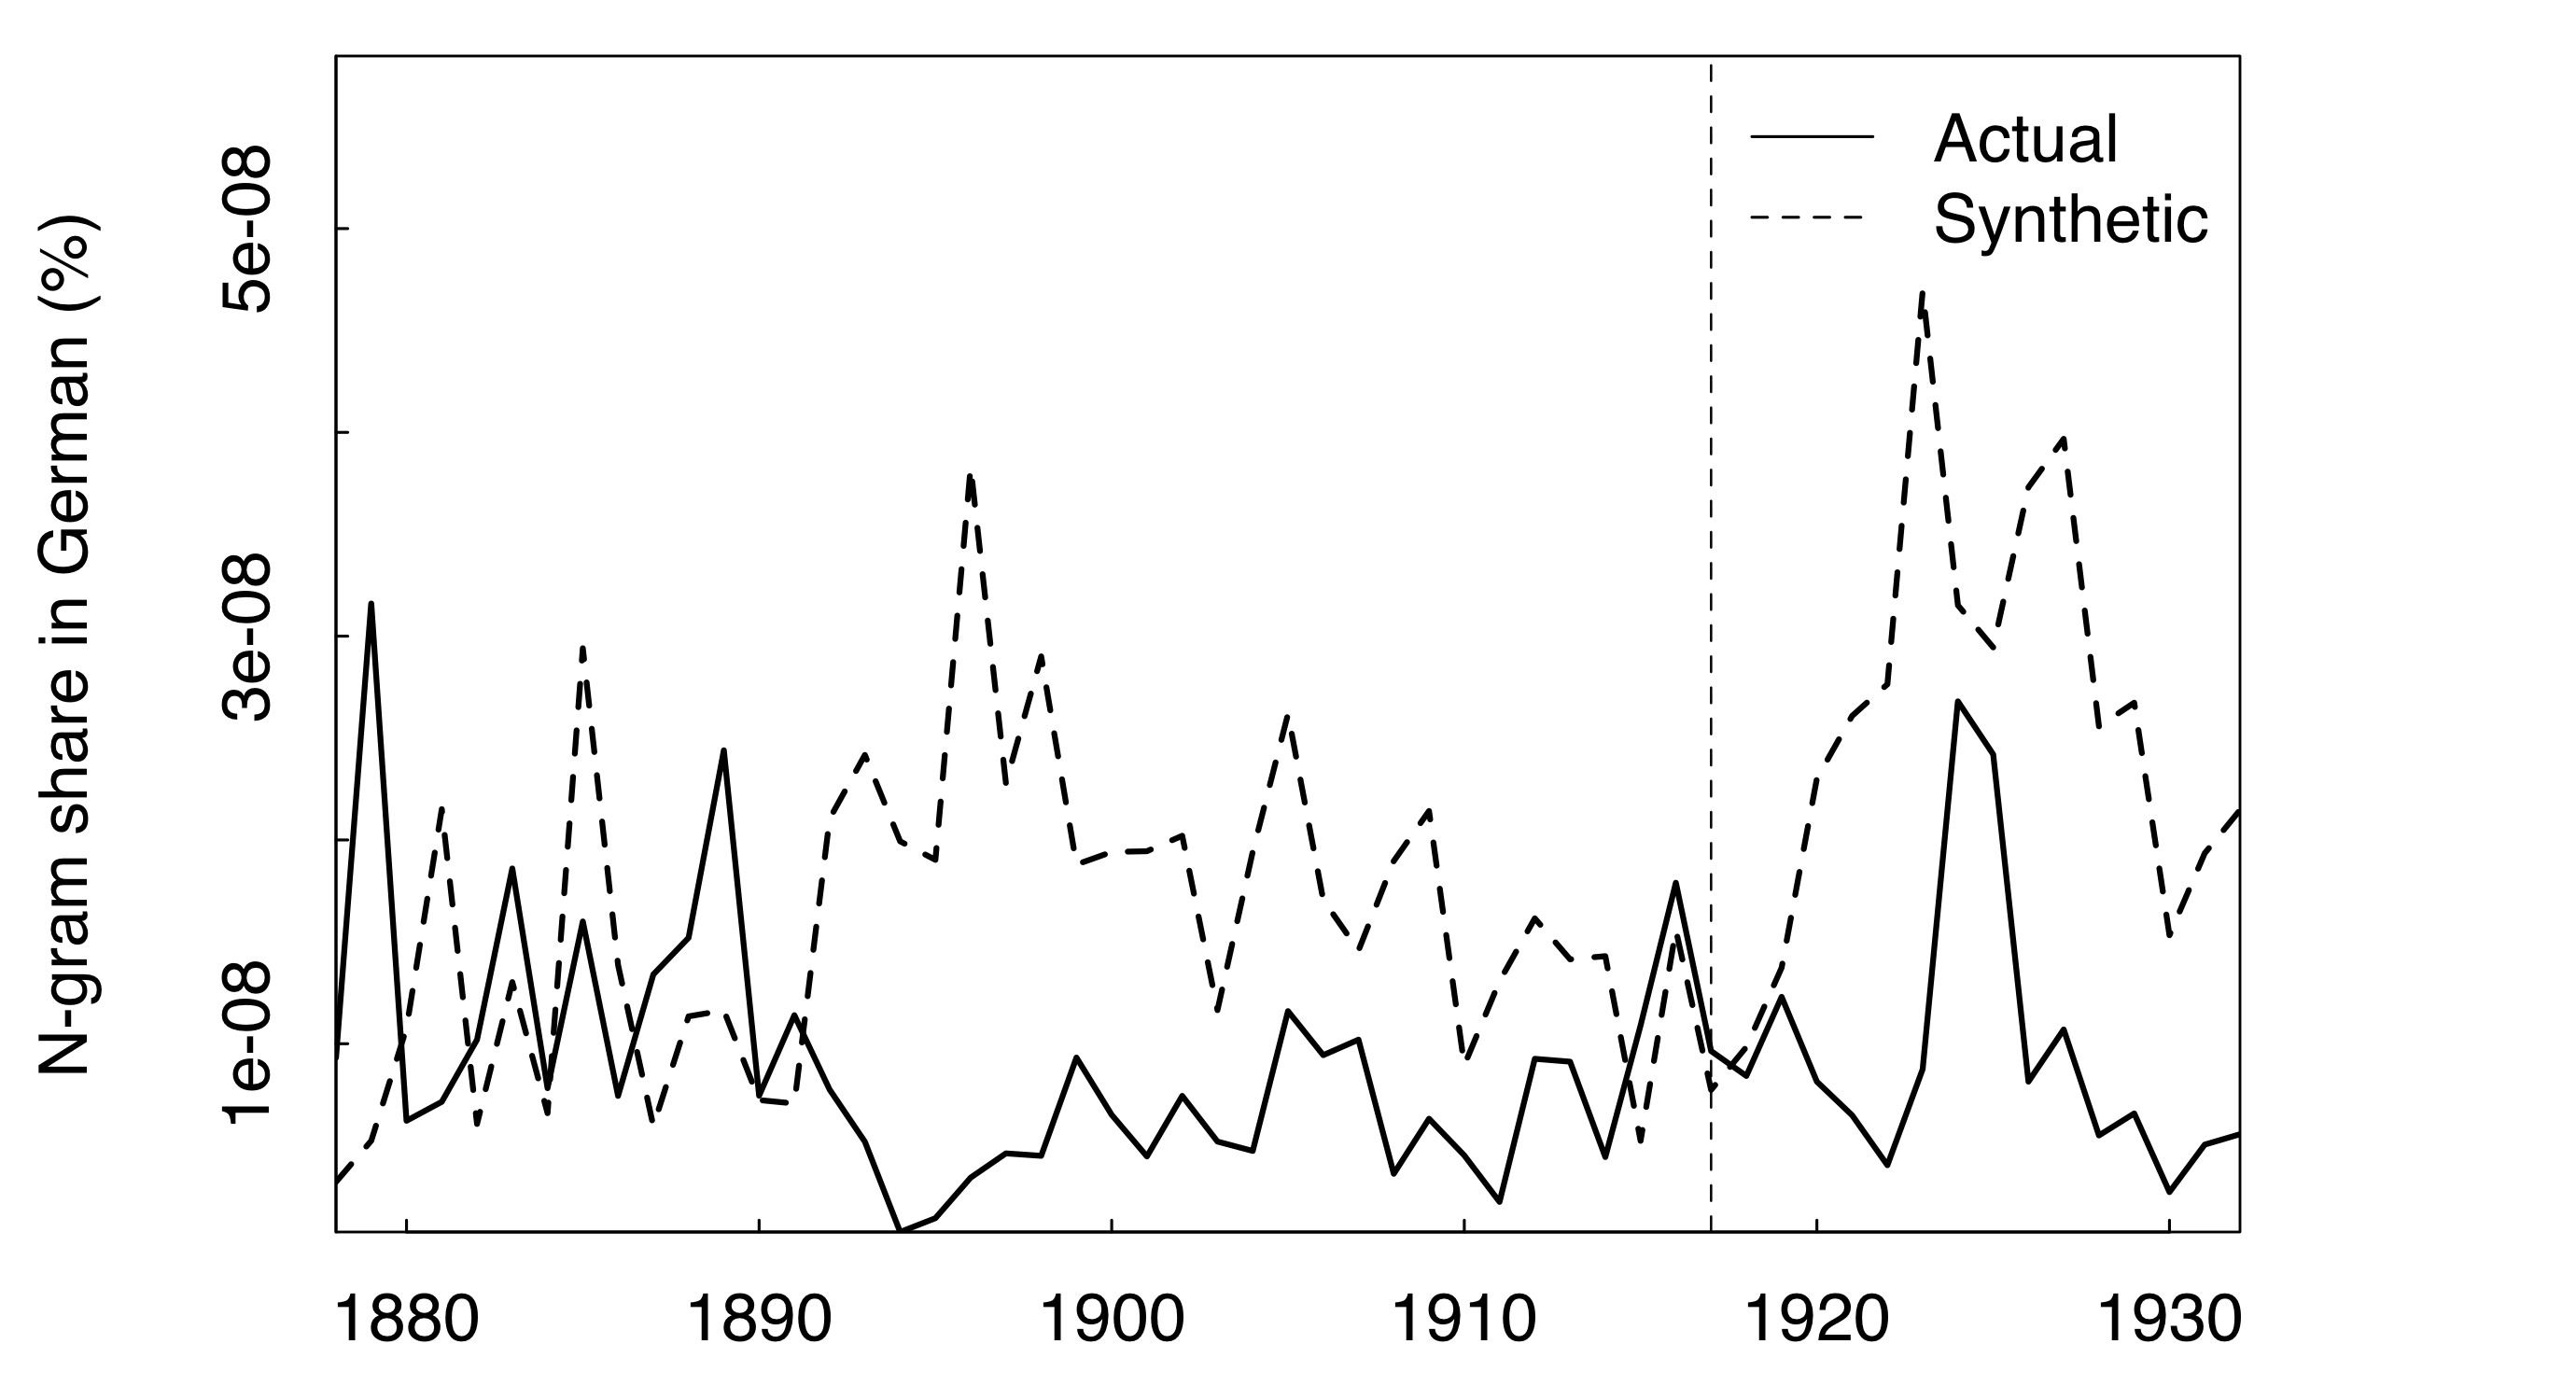 N-gram share in German (%)
5e-08
3e-08
1e-08
Actual
Synthetic
1880 1890 1900 1910 1920 1930